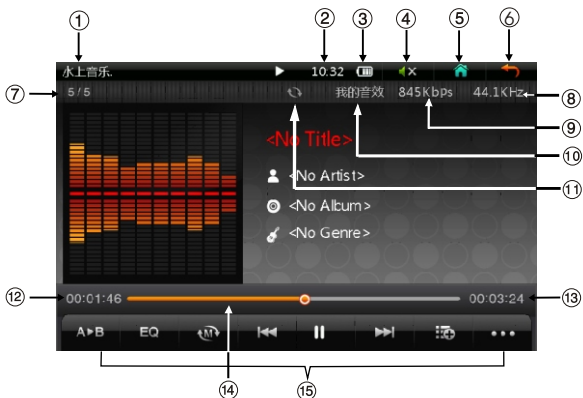 ① ② ③ ④ ⑤ ⑥
水上音乐. 10.32
⑦ 5/5 我的音效 845Kbps 44.1KHz ⑧
⑨
<No Title> ⑩
<No Artist> ⑪
<No Album>
<No Genre>
⑫ 00:01:46 00:03:24 ⑬
A▸B EQ M
⑭ ⑮